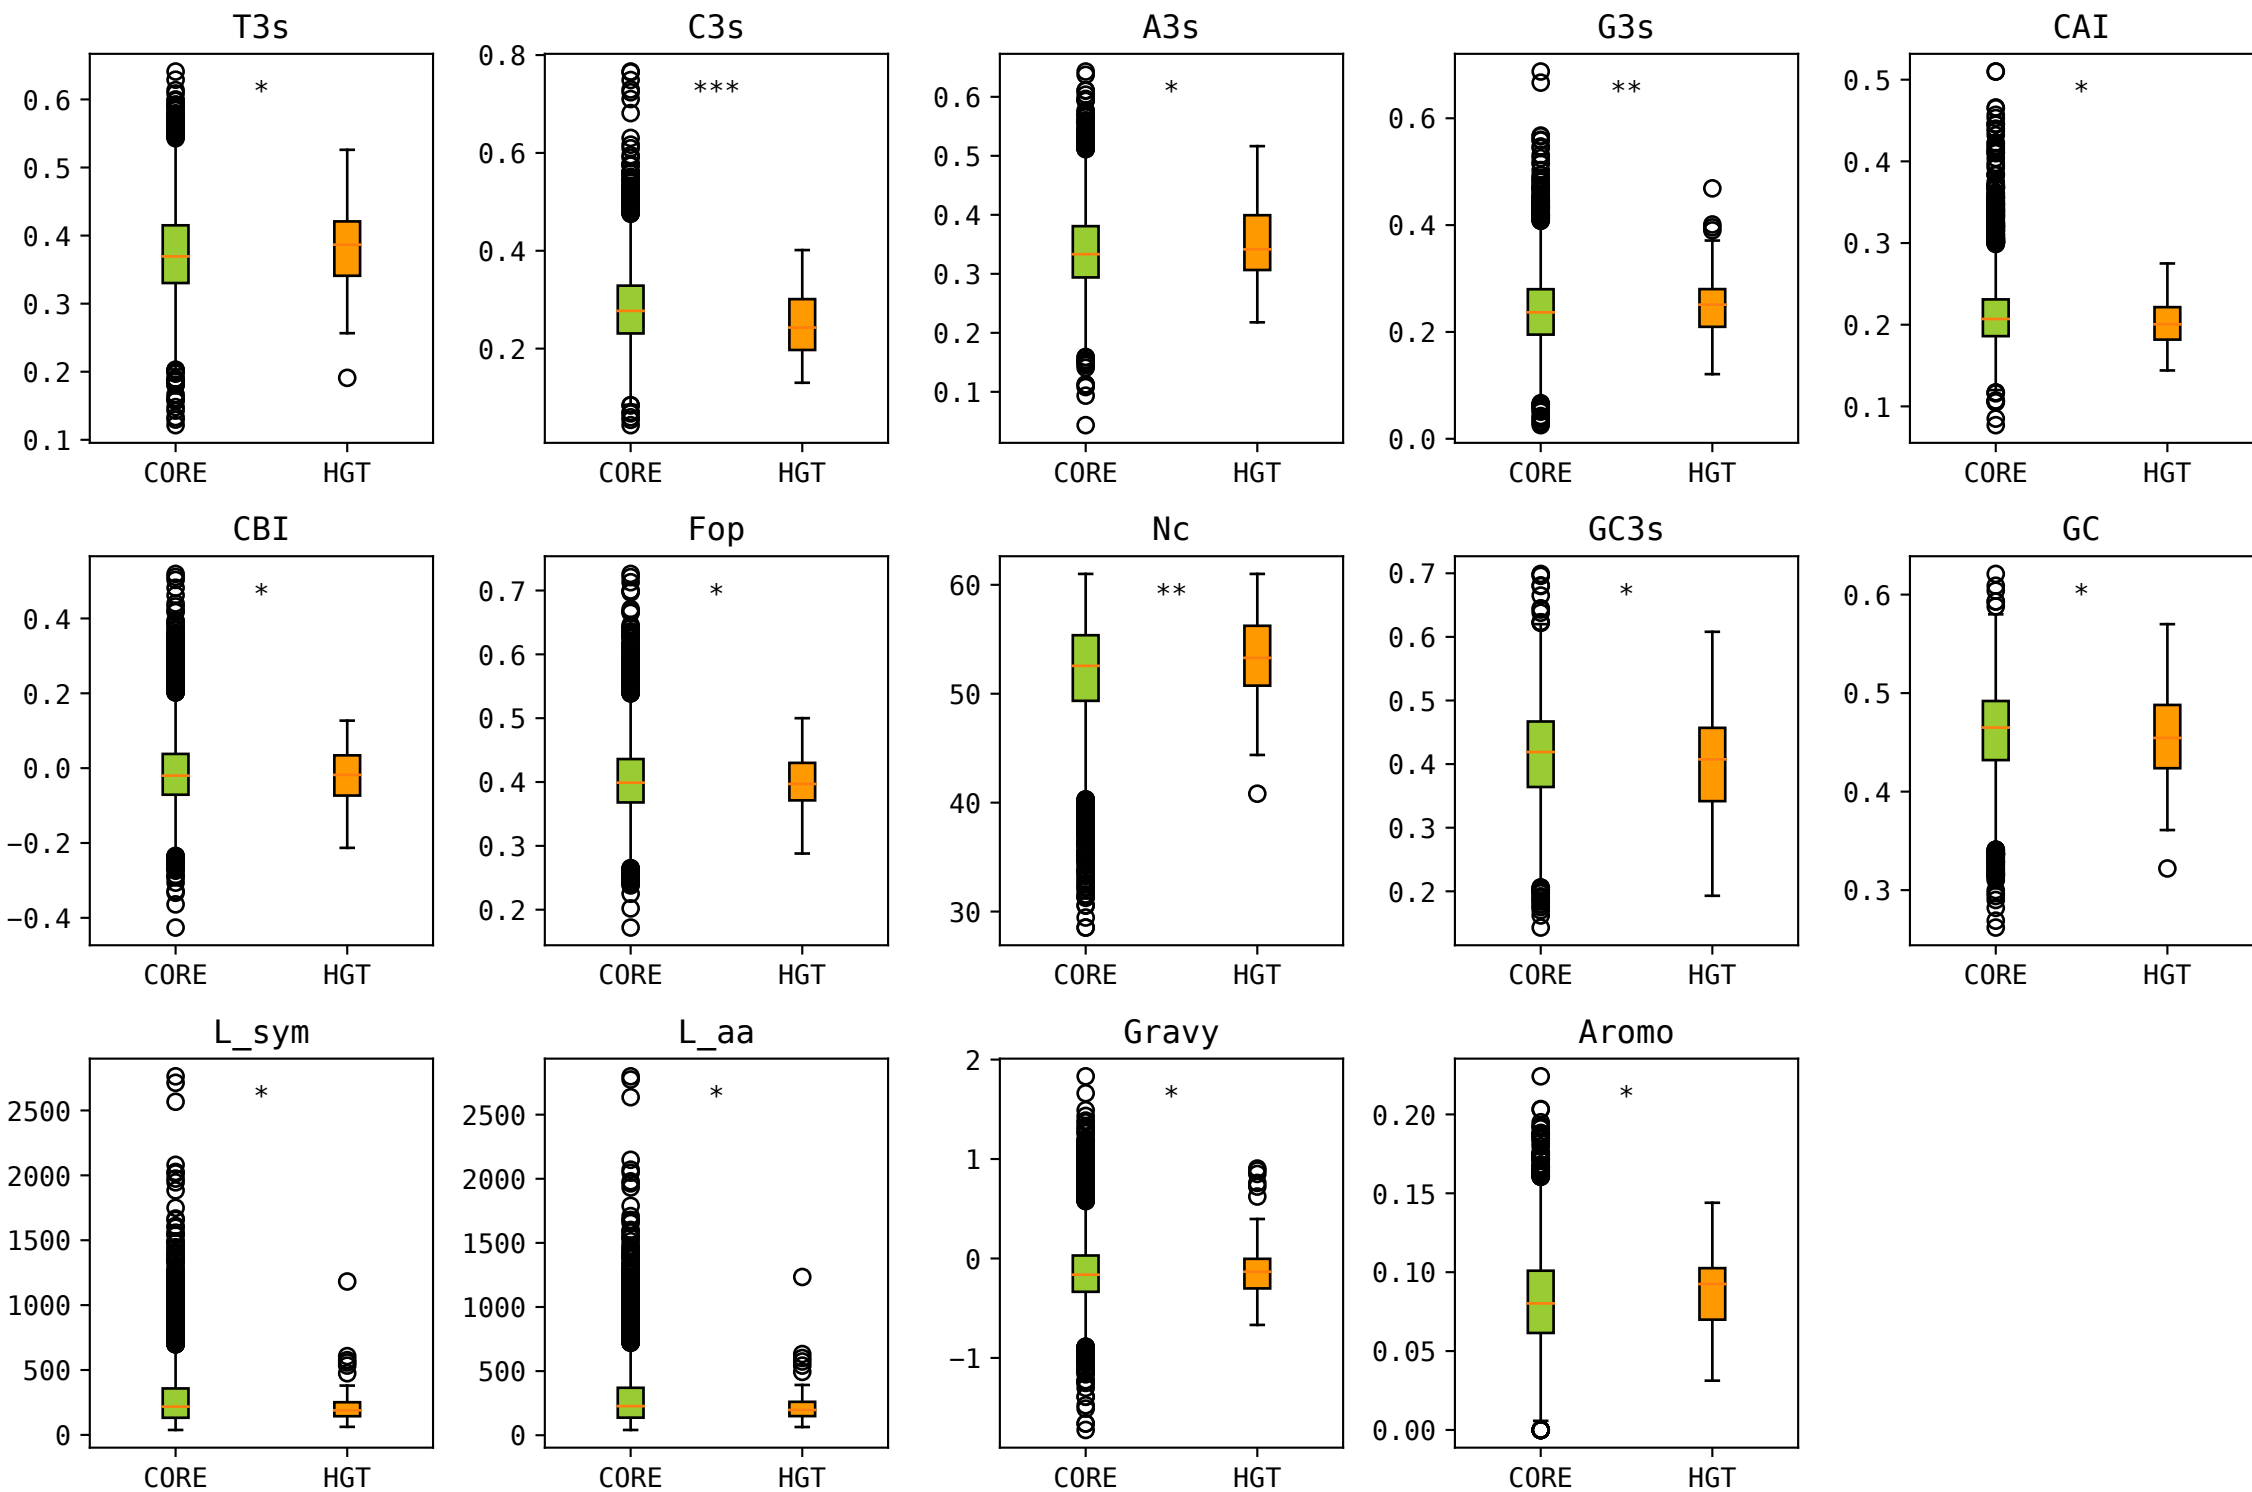 T3s C3s A3s G3s CAI
0.6 0.5 0.4 0.3 0.2 0.1
*
CORE HGT
0.8 0.6 0.4 0.2
***
CORE HGT
0.6 0.5 0.4 0.3 0.2 0.1
*
CORE HGT
0.6 0.4 0.2 0.0
**
CORE HGT
0.5 0.4 0.3 0.2 0.1
*
CORE HGT
CBI Fop Nc GC3s GC
0.4 0.2 0.0 −0.2 −0.4
*
CORE HGT
0.7 0.6 0.5 0.4 0.3 0.2
*
CORE HGT
60 50 40 30
**
CORE HGT
0.7 0.6 0.5 0.4 0.3 0.2
*
CORE HGT
0.6 0.5 0.4 0.3
*
CORE HGT
L_sym L_aa Gravy Aromo
2500 2000 1500 1000 500 0
*
CORE HGT
2500 2000 1500 1000 500 0
*
CORE HGT
2 1 0 −1
*
CORE HGT
0.20 0.15 0.10 0.05 0.00
*
CORE HGT